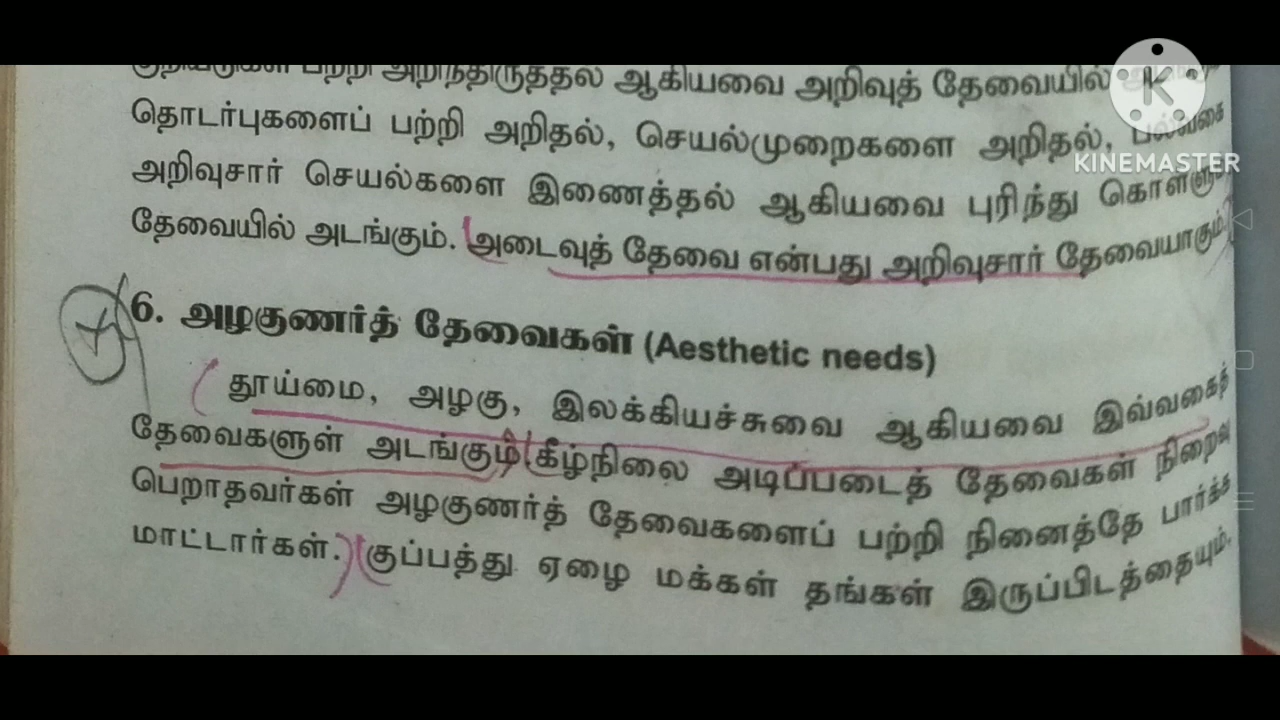 பற்றி அறிந்திருத்தல் ஆகியவை அறிவுத் தேவையில்
தொடர்புகளைப் பற்றி அறிதல், செயல்முறைகளை அறிதல், பல்வகை
அறிவுசார் செயல்களை இணைத்தல் ஆகியவை புரிந்து கொள்ளும்
தேவையில் அடங்கும். அடைவுத் தேவை என்பது அறிவுசார் தேவையாகும்.
6. அழகுணர்த் தேவைகள் (Aesthetic needs)
தூய்மை, அழகு, இலக்கியச்சுவை ஆகியவை இவ்வகைத்
தேவைகளுள் அடங்கும் கீழ்நிலை அடிப்படைத் தேவைகள் நிறைவு
பெறாதவர்கள் அழகுணர்த் தேவைகளைப் பற்றி நினைத்தே பார்க்க
மாட்டார்கள். குப்பத்து ஏழை மக்கள் தங்கள் இருப்பிடத்தையும்,
K
KINEMASTER